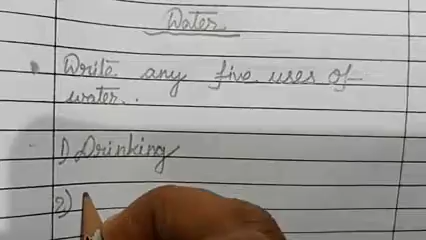 Water
Write any five uses of
water.
1) Drinking
2)